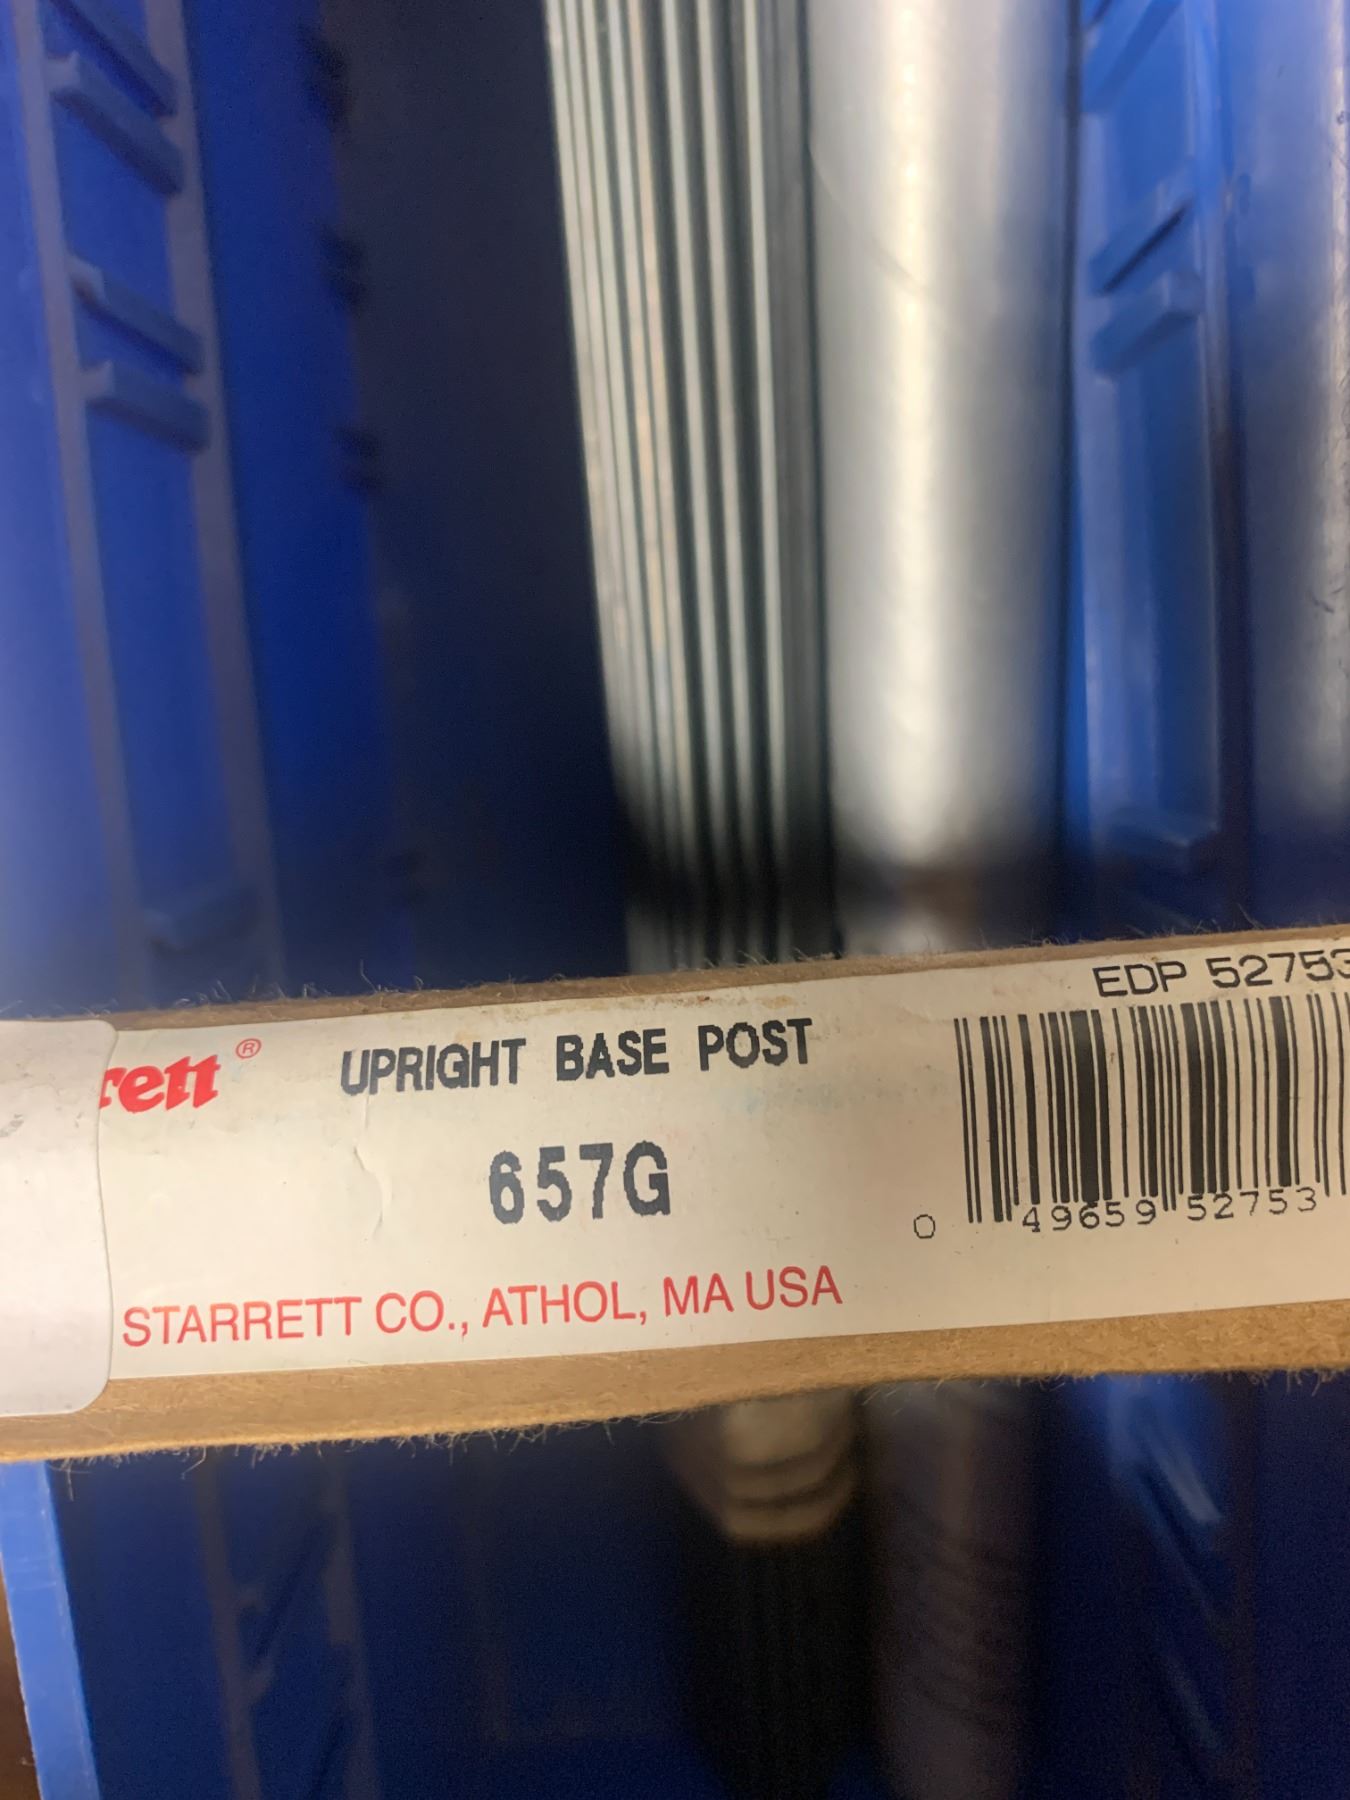 EDP 52753
rett®
UPRIGHT BASE POST
657G
0 49659 52753
STARRETT CO., ATHOL, MA USA